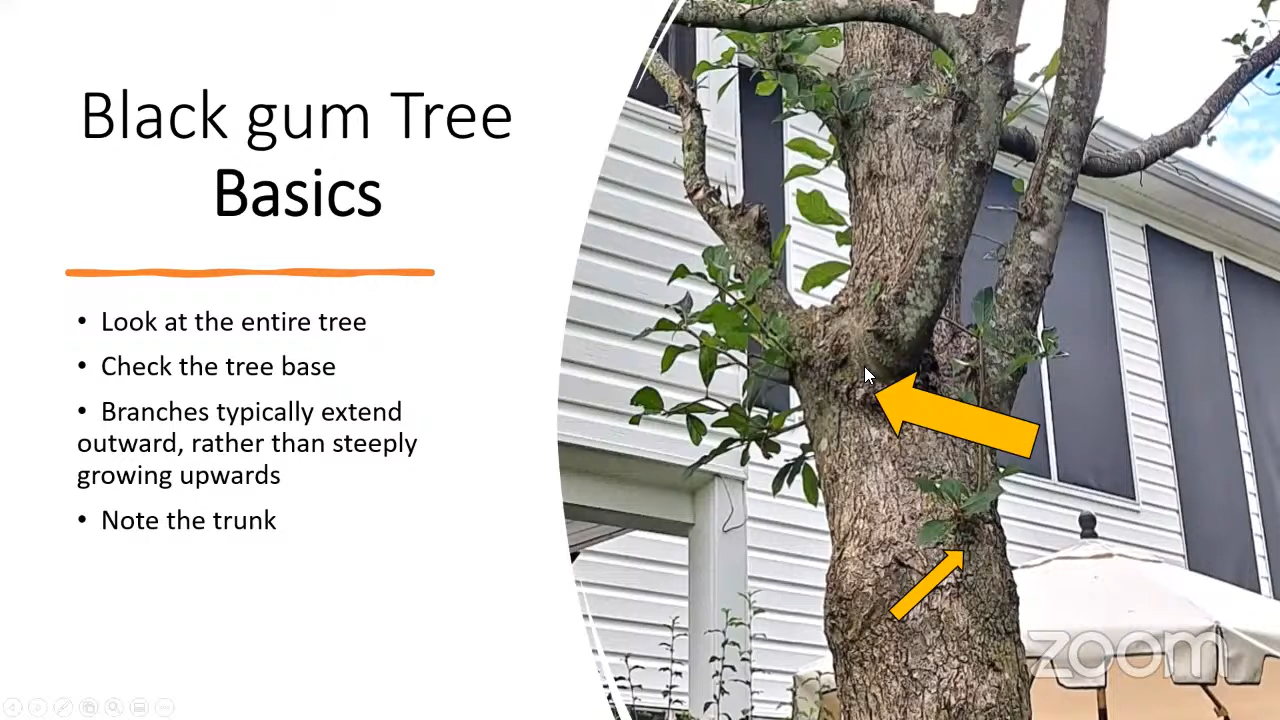 Black gum Tree
Basics
• Look at the entire tree
• Check the tree base
• Branches typically extend
outward, rather than steeply
growing upwards
• Note the trunk
zoom